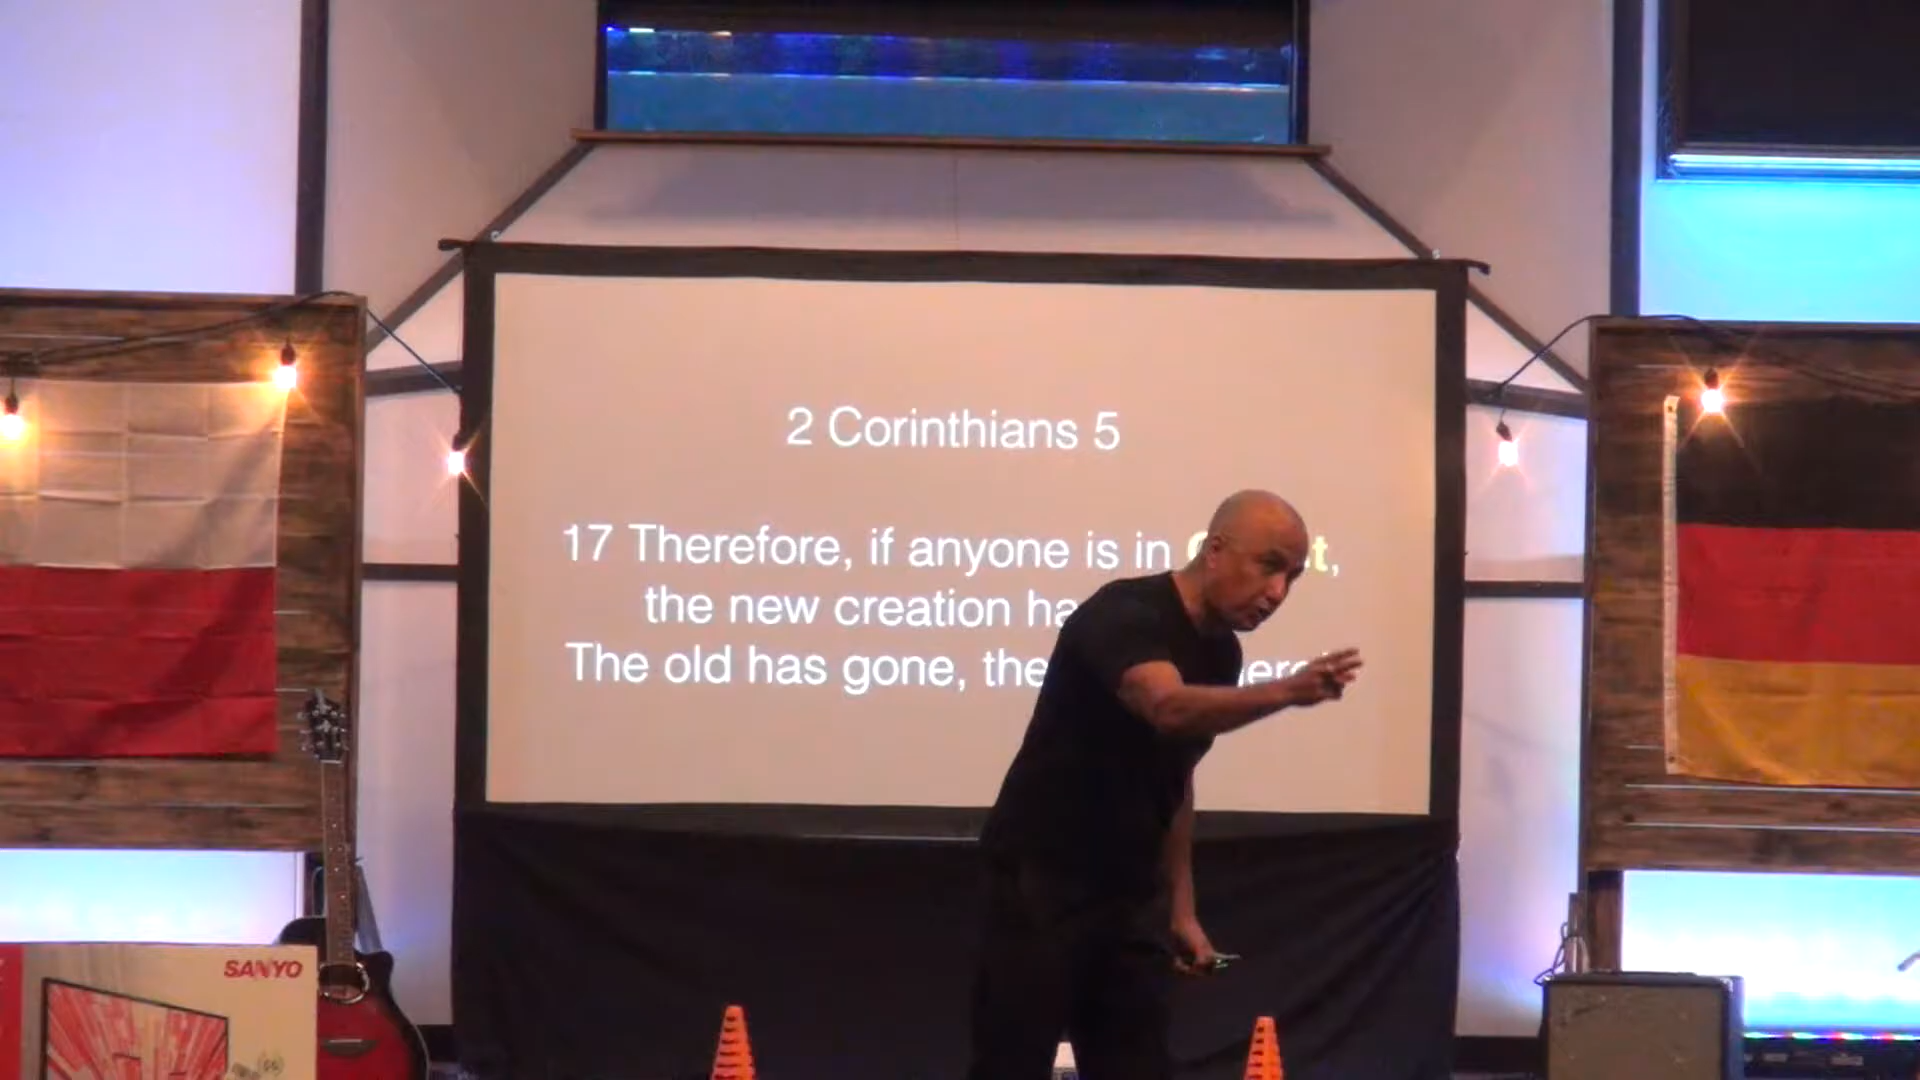 2 Corinthians 5
17 Therefore, if anyone is in
the new creation
The old has gone,
SANYO